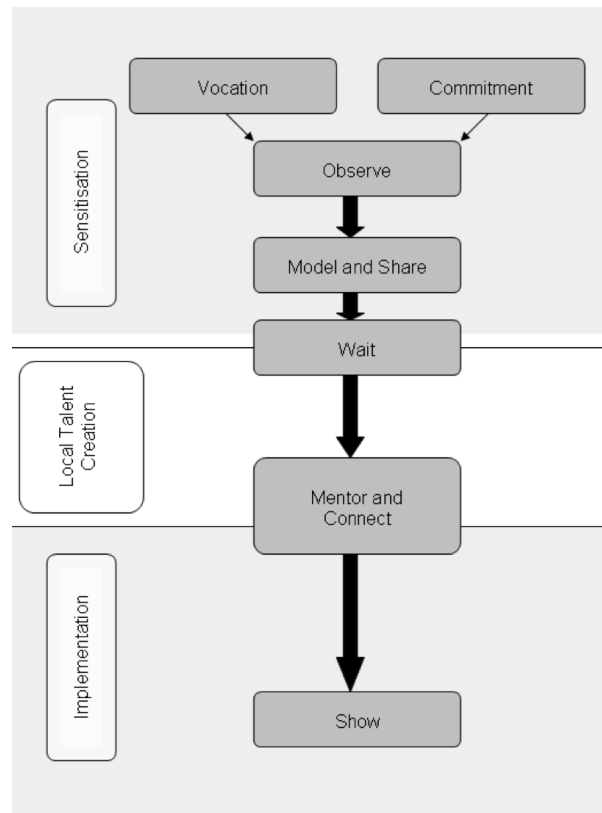 Vocation
Commitment
Observe
Sensitisation
Model and Share
Wait
Local Talent
Creation
Mentor and
Connect
Implementation
Show